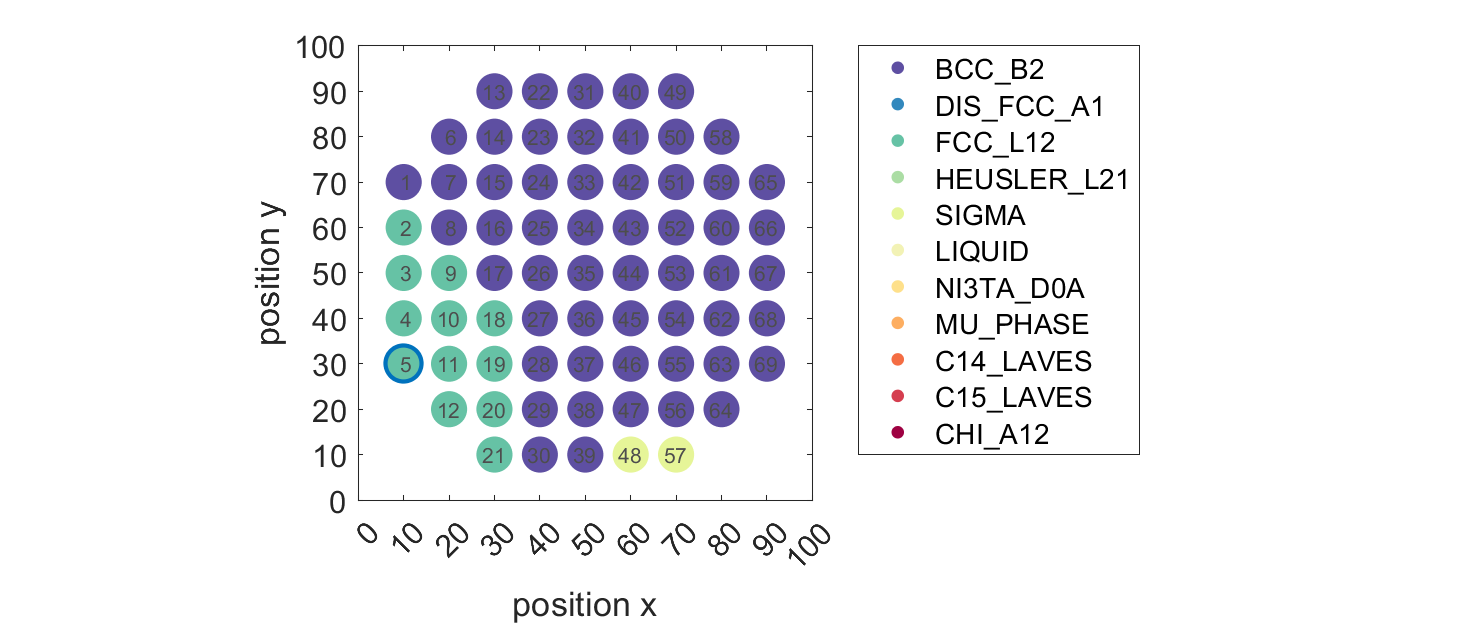 100
90
80
70
60
50
40
30
20
10
0
position y
13 22 31 40 49
6 14 23 32 41 50 58
1 7 15 24 33 42 51 59 65
2 8 16 25 34 43 52 60 66
3 9 17 26 35 44 53 61 67
4 10 18 27 36 45 54 62 68
5 11 19 28 37 46 55 63 69
12 20 29 38 47 56 64
21 30 39 48 57
0 10 20 30 40 50 60 70 80 90 100
position x
BCC_B2
DIS_FCC_A1
FCC_L12
HEUSLER_L21
SIGMA
LIQUID
NI3TA_D0A
MU_PHASE
C14_LAVES
C15_LAVES
CHI_A12